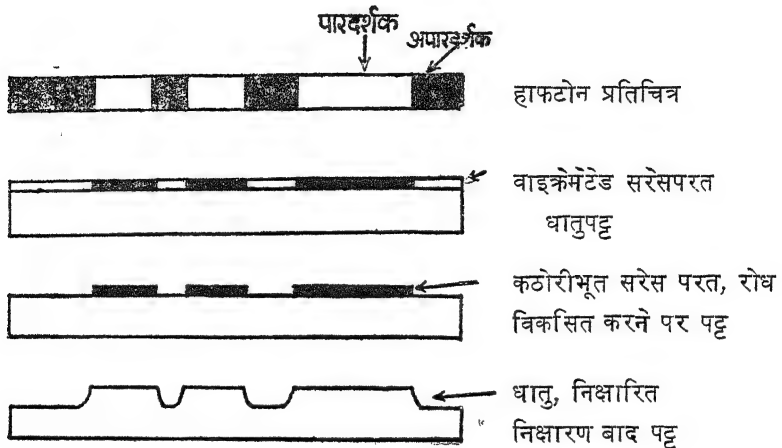 पारदर्शक
अपारदर्शक
हाफटोन प्रतिचित्र
वाइक्रेमेटेड सरेसपरत
धातुपट्ट
कठोरीभूत सरेस परत, रोध
विकसित करने पर पट्ट
धातु, निक्षारित
निक्षारण बाद पट्ट